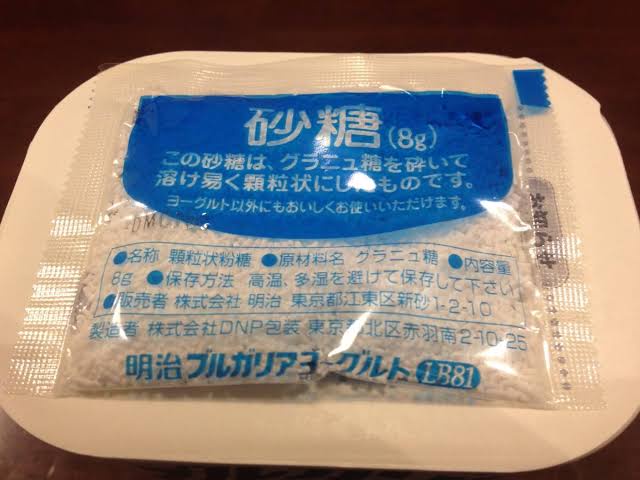 砂糖(8g)
この砂糖は、グラニュ糖を砕いて
溶け易く顆粒状にしたものです。
ヨーグルト以外にもおいしくお使いいただけます。
●名称 顆粒状粉糖 ●原材料名 グラニュ糖 ●内容量
8g ●保存方法 高温、多湿を避けて保存して下さい
●販売者 株式会社 明治 東京都江東区新砂1-2-10
製造者 株式会社DNP包装 東京都北区赤羽南2-10-25
明治ブルガリアヨーグルト LB81